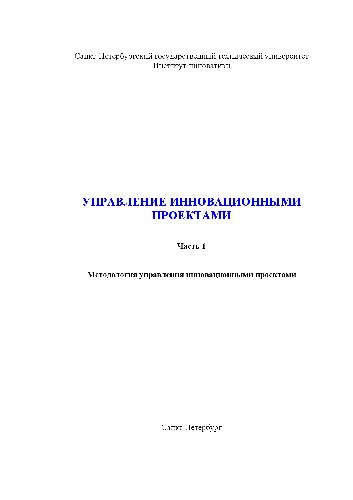 Санкт-Петербургский государственный технический университет
Институт инноватики
УПРАВЛЕНИЕ ИННОВАЦИОННЫМИ
ПРОЕКТАМИ
Часть 1
Методология управления инновационными проектами
Санкт-Петербург